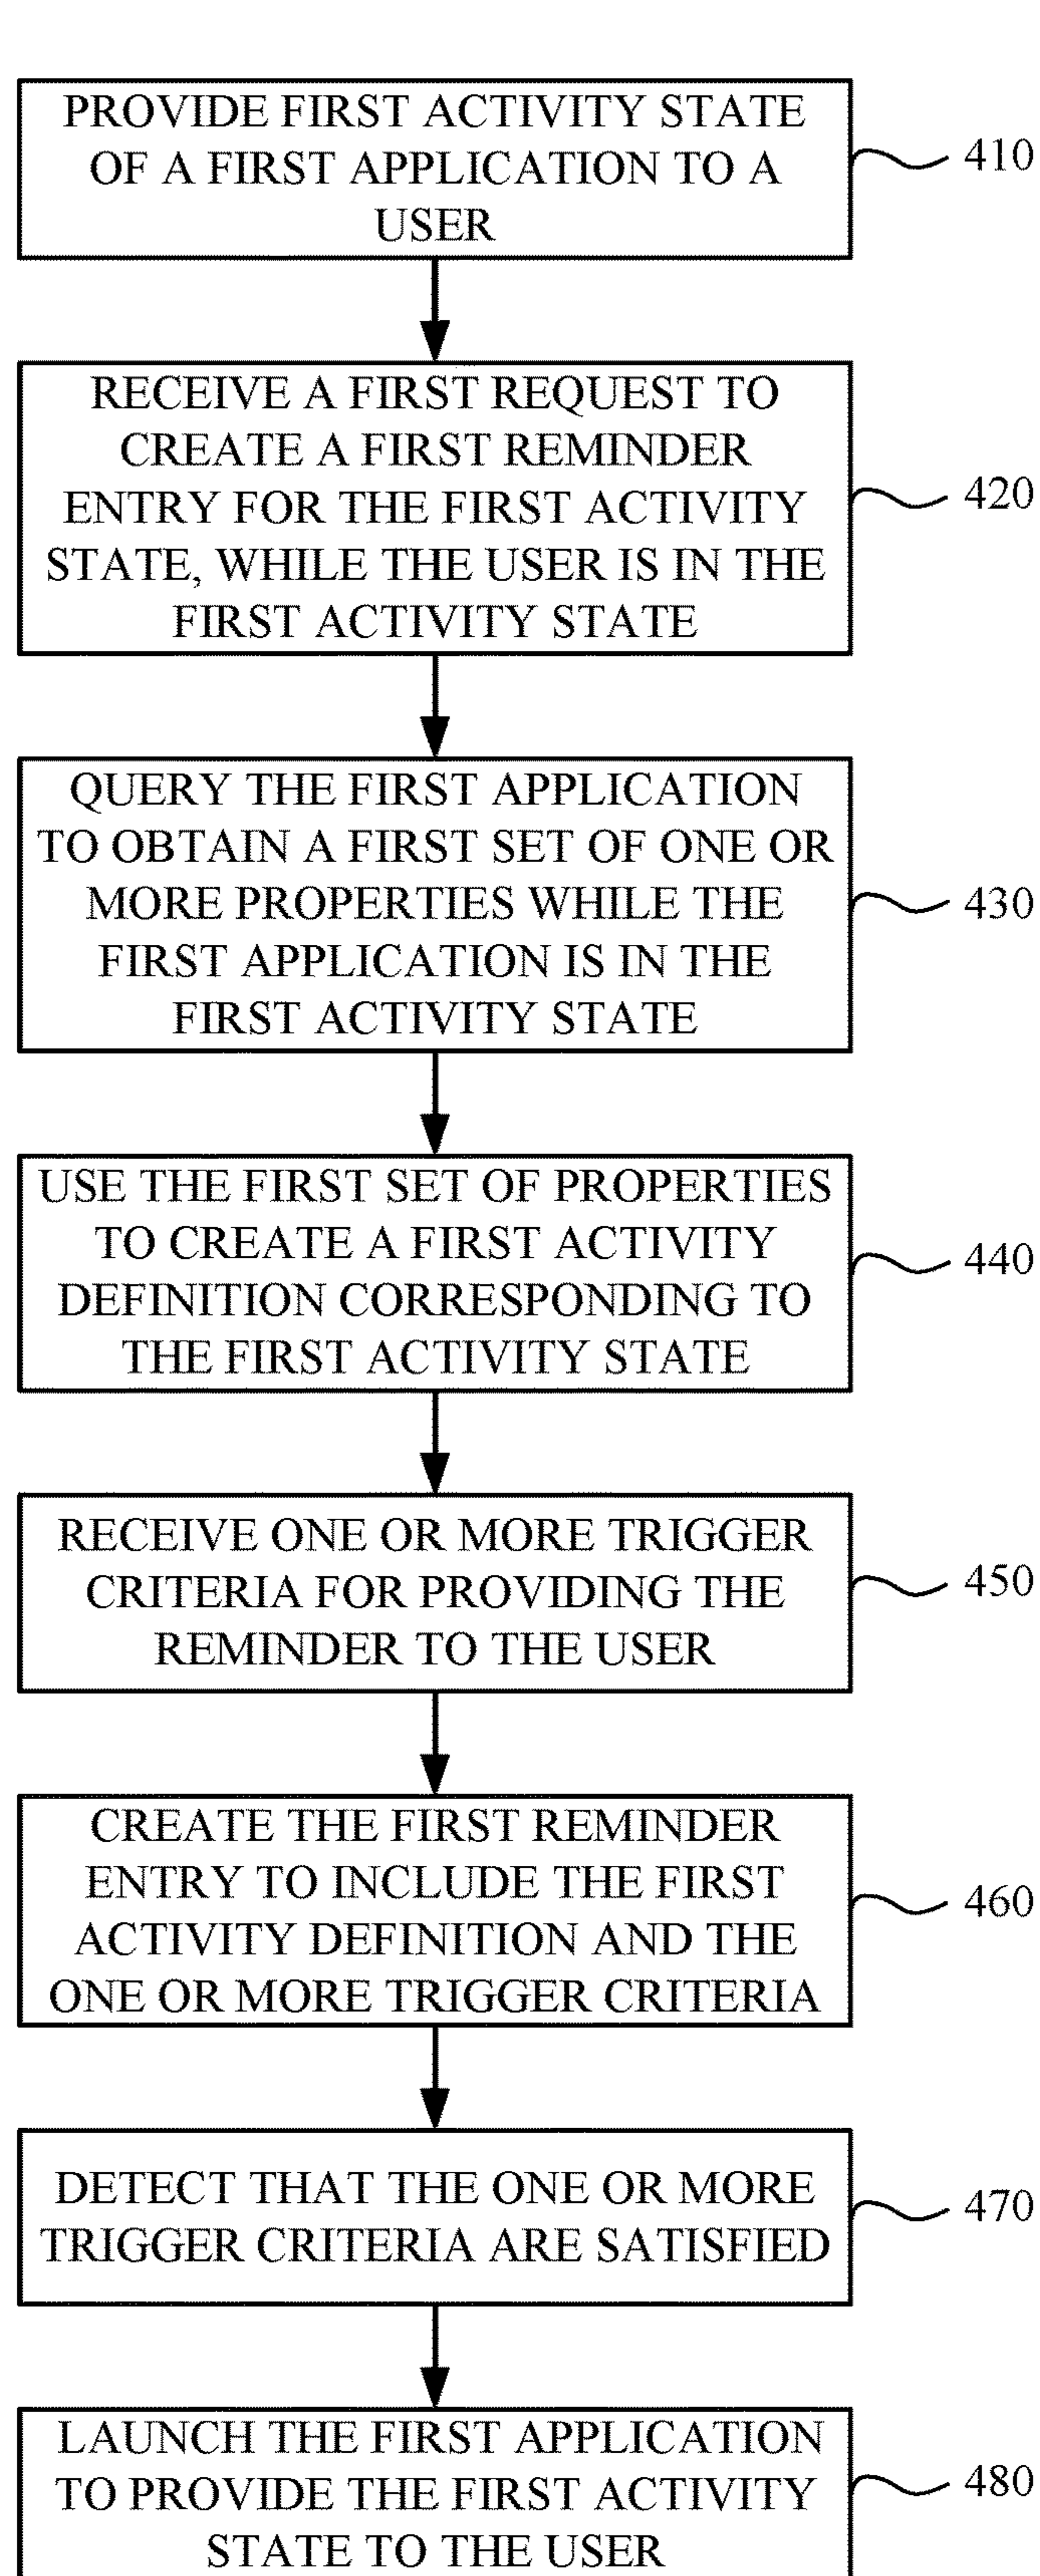 PROVIDE FIRST ACTIVITY STATE
OF A FIRST APPLICATION TO A
USER
410
RECEIVE A FIRST REQUEST TO
CREATE A FIRST REMINDER
ENTRY FOR THE FIRST ACTIVITY
STATE, WHILE THE USER IS IN THE
FIRST ACTIVITY STATE
420
QUERY THE FIRST APPLICATION
TO OBTAIN A FIRST SET OF ONE OR
MORE PROPERTIES WHILE THE
FIRST APPLICATION IS IN THE
FIRST ACTIVITY STATE
430
USE THE FIRST SET OF PROPERTIES
TO CREATE A FIRST ACTIVITY
DEFINITION CORRESPONDING TO
THE FIRST ACTIVITY STATE
440
RECEIVE ONE OR MORE TRIGGER
CRITERIA FOR PROVIDING THE
REMINDER TO THE USER
450
CREATE THE FIRST REMINDER
ENTRY TO INCLUDE THE FIRST
ACTIVITY DEFINITION AND THE
ONE OR MORE TRIGGER CRITERIA
460
DETECT THAT THE ONE OR MORE
TRIGGER CRITERIA ARE SATISFIED
470
LAUNCH THE FIRST APPLICATION
TO PROVIDE THE FIRST ACTIVITY
STATE TO THE USER
480